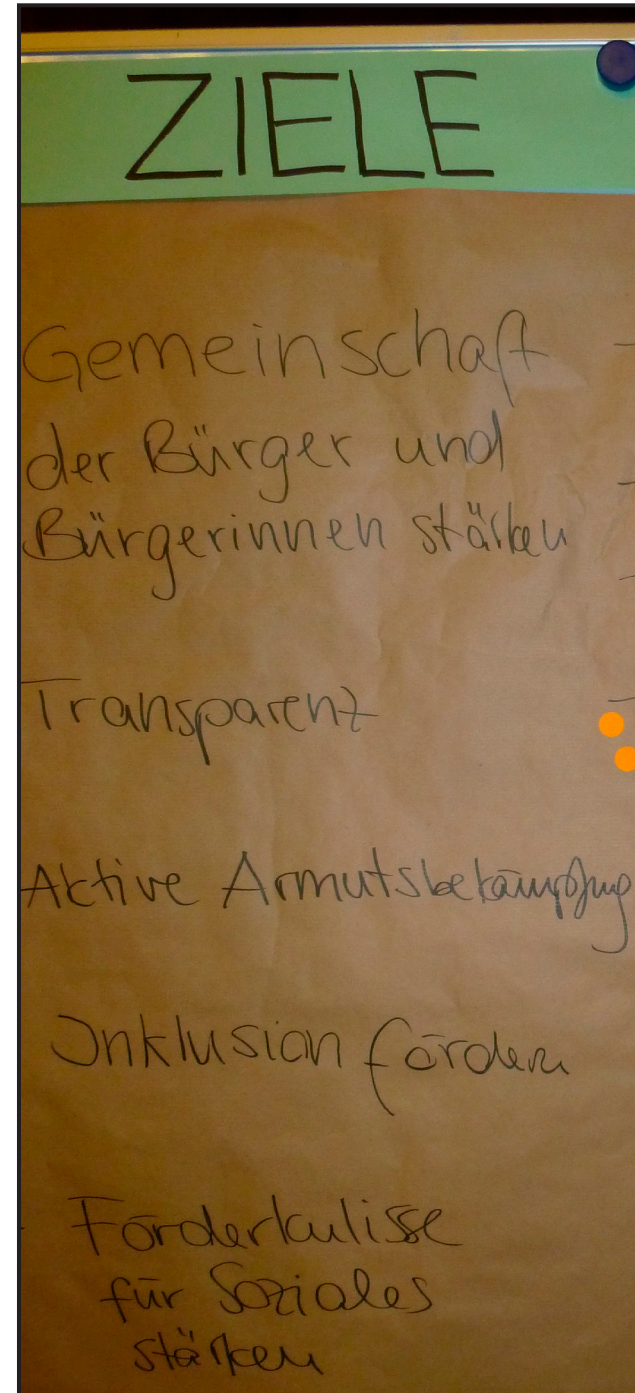 ZIELE
Gemeinschaft
der Bürger und
Bürgerinnen stärken
Transparenz
Aktive Armutsbekämpfung
Inklusion fördern
Förderkulisse
für Soziales
stärken